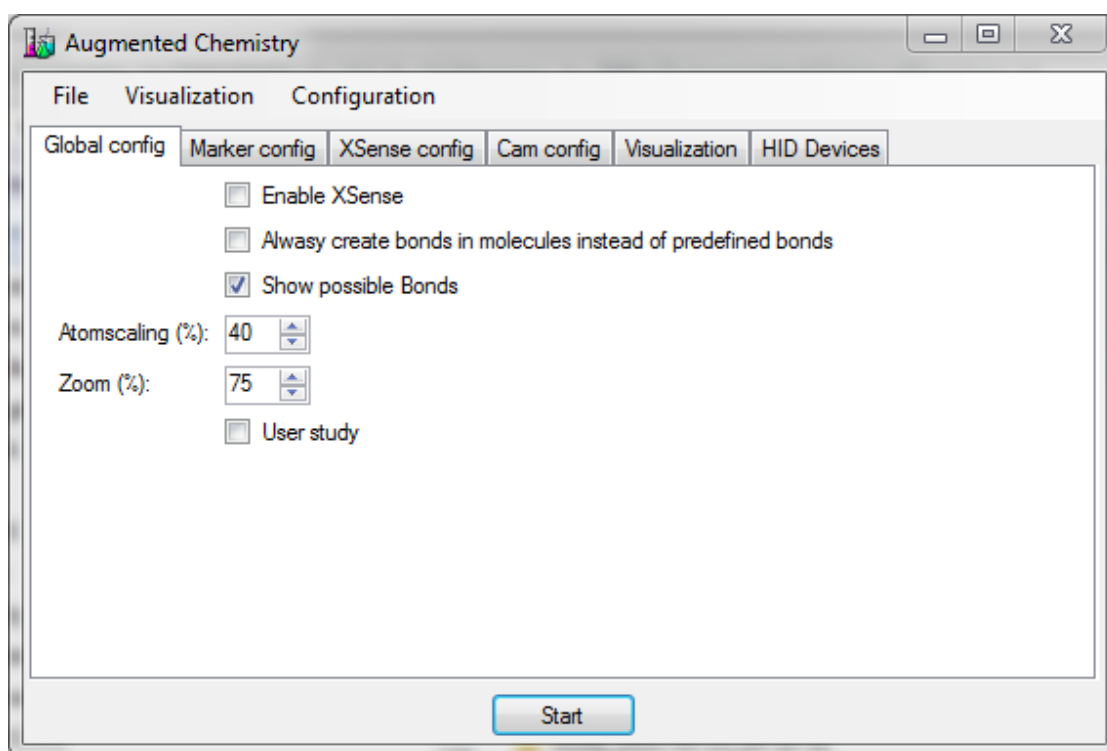 Augmented Chemistry
File Visualization Configuration
Global config Marker config XSense config Cam config Visualization HID Devices
Enable XSense
Alwasy create bonds in molecules instead of predefined bonds
Show possible Bonds
Atomscaling (%): 40
Zoom (%): 75
User study
Start